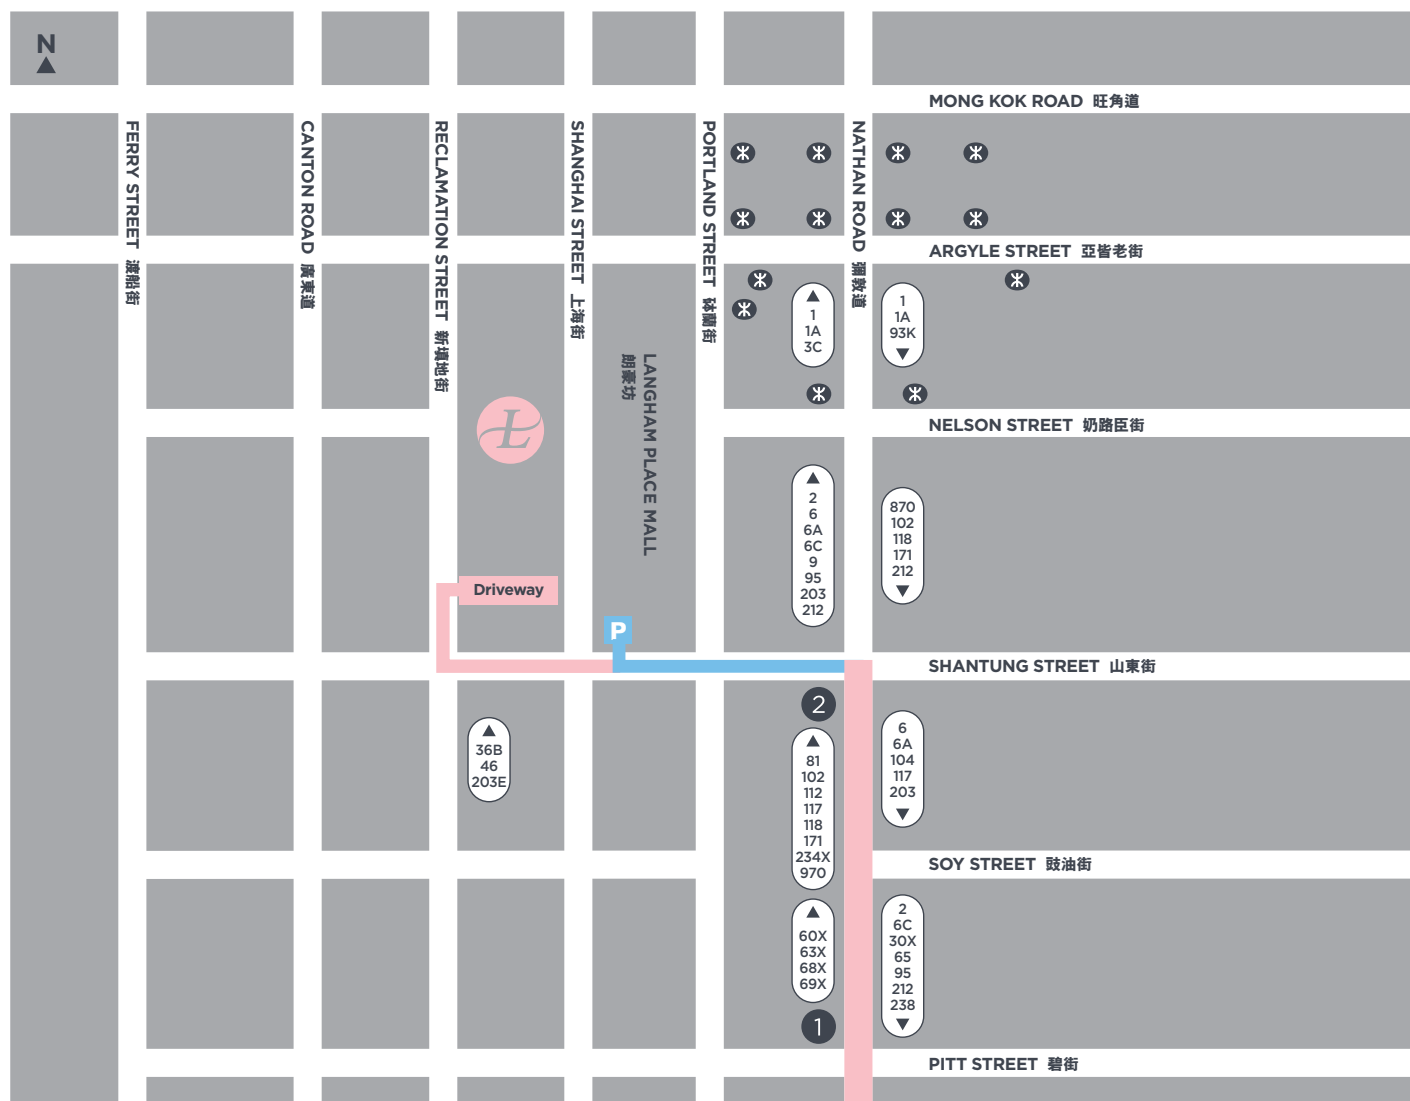 N
MONG KOK ROAD 旺角道
FERRY STREET 渡船街
CANTON ROAD 廣東道
RECLAMATION STREET 新填地街
SHANGHAI STREET 上海街
PORTLAND STREET 砵蘭街
NATHAN ROAD 彌敦道
ARGYLE STREET 亞皆老街
1
1A
3C
1
1A
93K
LANGHAM PLACE MALL
朗豪坊
L
NELSON STREET 奶路臣街
2
6
6A
6C
9
95
203
212
870
102
118
171
212
Driveway
P
SHANTUNG STREET 山東街
2
36B
46
203E
81
102
112
117
118
171
234X
970
6
6A
104
117
203
SOY STREET 豉油街
60X
63X
68X
69X
1
2
6C
30X
65
95
212
238
PITT STREET 碧街